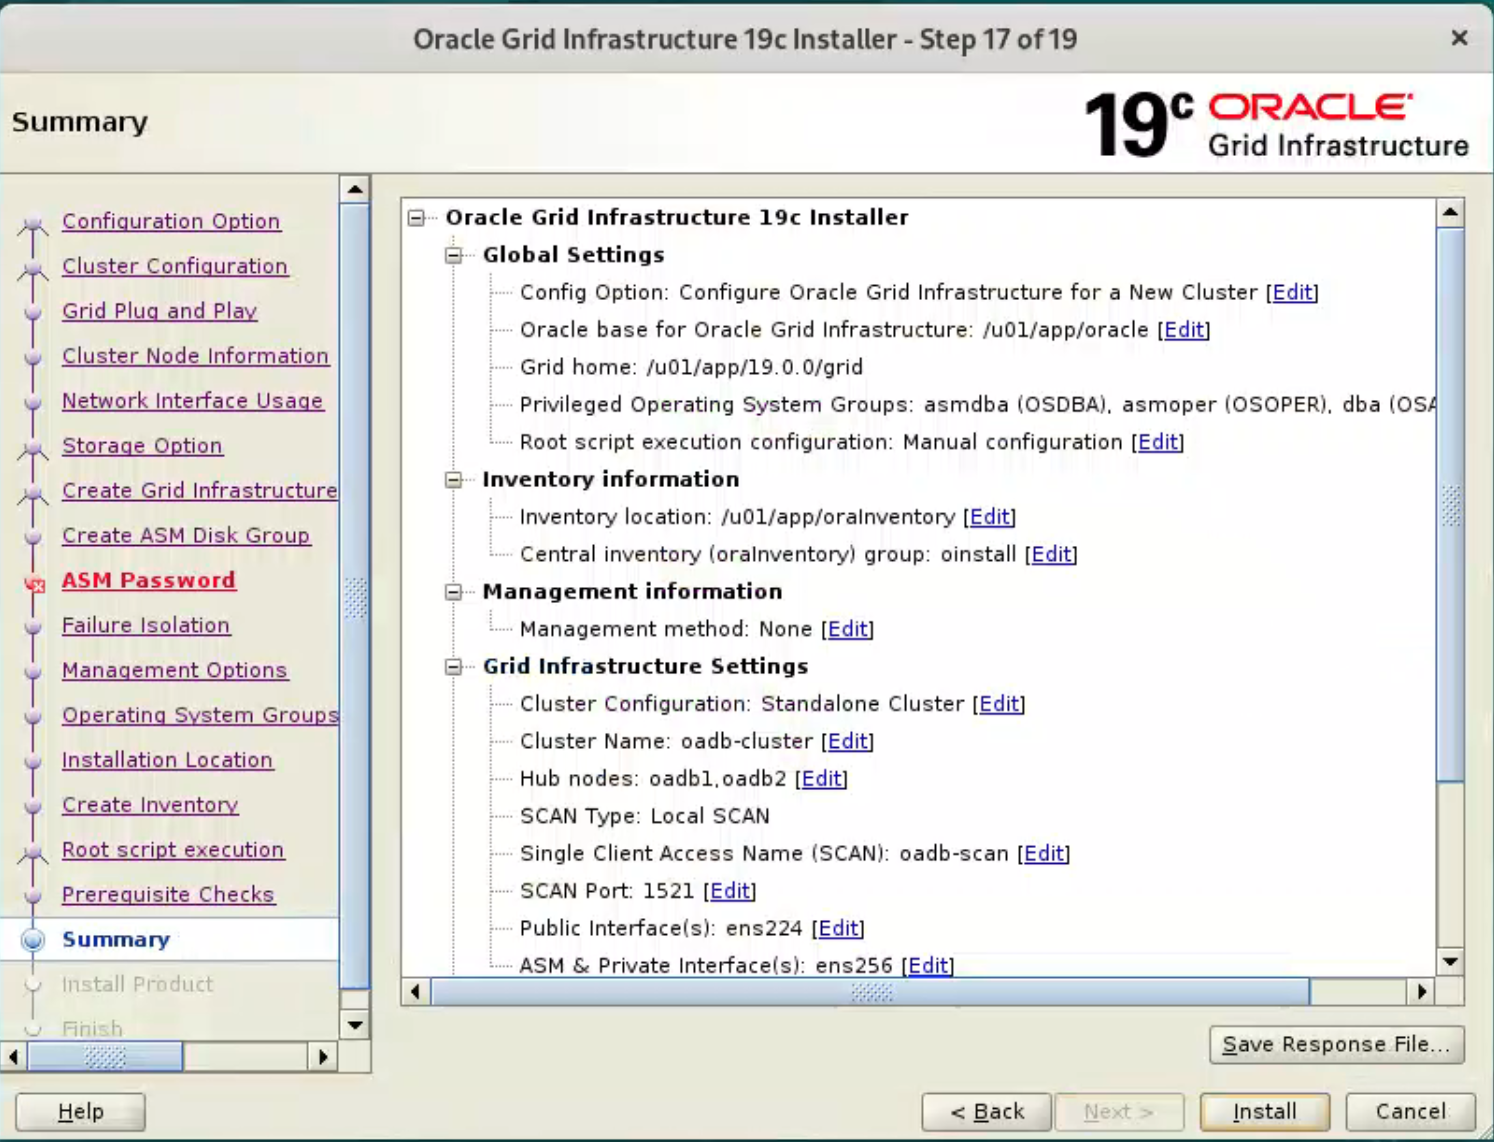 Oracle Grid Infrastructure 19c Installer - Step 17 of 19
×
Summary
19c ORACLE
Grid Infrastructure
Configuration Option
Cluster Configuration
Grid Plug and Play
Cluster Node Information
Network Interface Usage
Storage Option
Create Grid Infrastructure
Create ASM Disk Group
ASM Password
Failure Isolation
Management Options
Operating System Groups
Installation Location
Create Inventory
Root script execution
Prerequisite Checks
Summary
Install Product
Finish
Oracle Grid Infrastructure 19c Installer
Global Settings
Config Option: Configure Oracle Grid Infrastructure for a New Cluster [Edit]
Oracle base for Oracle Grid Infrastructure: /u01/app/oracle [Edit]
Grid home: /u01/app/19.0.0/grid
Privileged Operating System Groups: asmdba (OSDBA), asmoper (OSOPER), dba (OSA
Root script execution configuration: Manual configuration [Edit]
Inventory information
Inventory location: /u01/app/oraInventory [Edit]
Central inventory (oraInventory) group: oinstall [Edit]
Management information
Management method: None [Edit]
Grid Infrastructure Settings
Cluster Configuration: Standalone Cluster [Edit]
Cluster Name: oadb-cluster [Edit]
Hub nodes: oadb1,oadb2 [Edit]
SCAN Type: Local SCAN
Single Client Access Name (SCAN): oadb-scan [Edit]
SCAN Port: 1521 [Edit]
Public Interface(s): ens224 [Edit]
ASM & Private Interface(s): ens256 [Edit]
Save Response File...
Help
< Back
Next >
Install
Cancel